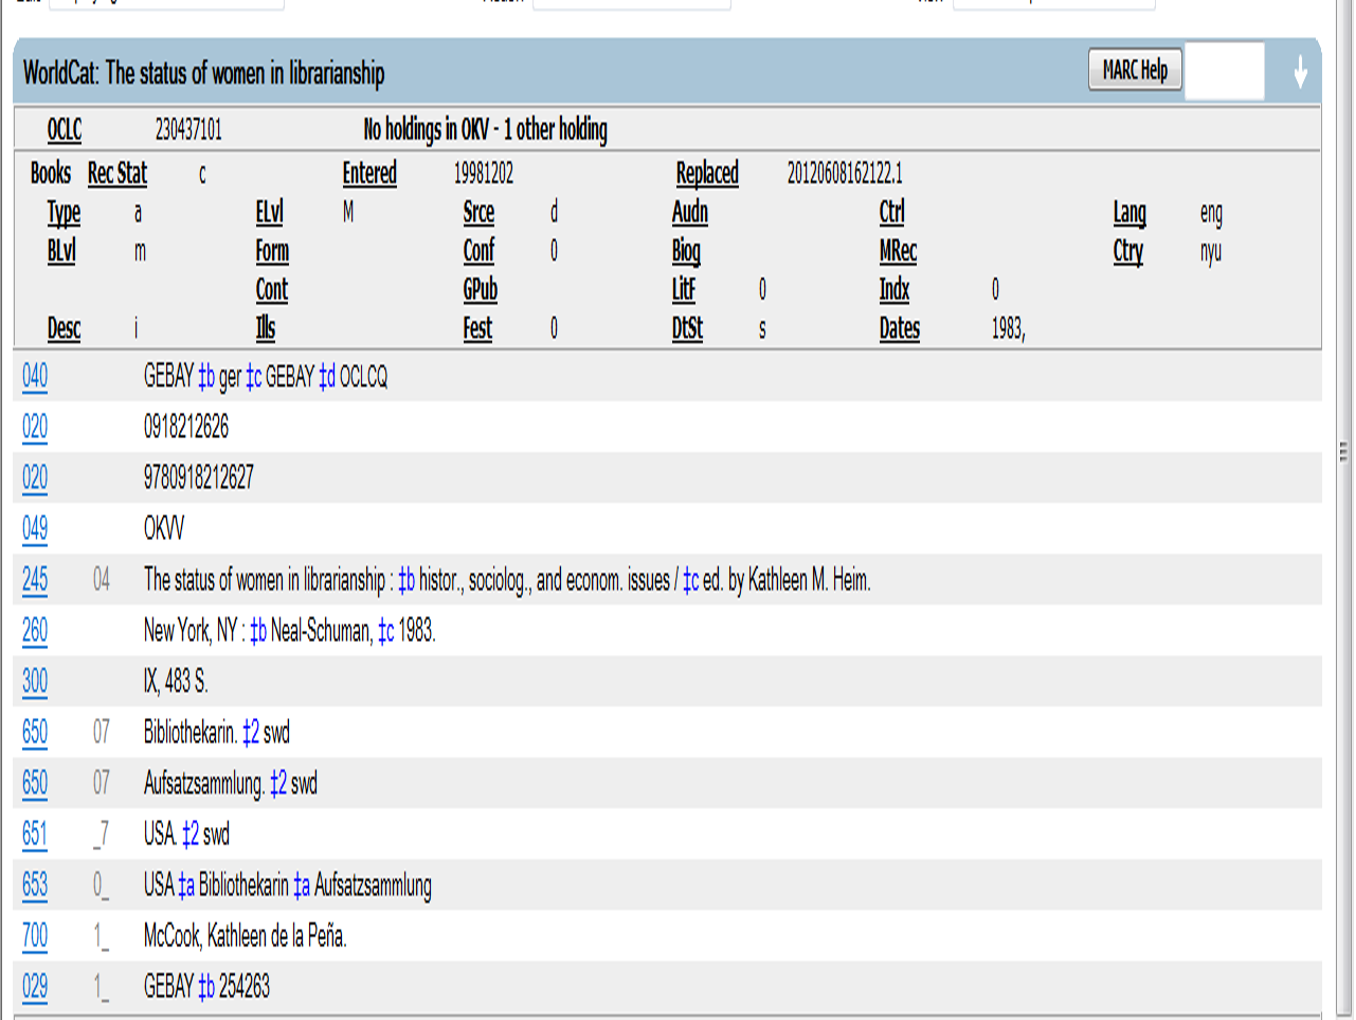 WorldCat: The status of women in librarianship MARC Help
OCLC 230437101 No holdings in OKV - 1 other holding
Books Rec Stat c Entered 19981202 Replaced 20120608162122.1
Type a ELvl M Srce d Audn Ctrl Lang eng
BLvl m Form Conf 0 Biog MRec Ctry nyu
Cont GPub LitF 0 Indx 0
Desc i Ills Fest 0 DtSt s Dates 1983,
040 GEBAY ‡b ger ‡c GEBAY ‡d OCLCQ
020 0918212626
020 9780918212627
049 OKVV
245 04 The status of women in librarianship : ‡b histor., sociolog., and econom. issues / ‡c ed. by Kathleen M. Heim.
260 New York, NY : ‡b Neal-Schuman, ‡c 1983.
300 IX, 483 S.
650 07 Bibliothekarin. ‡2 swd
650 07 Aufsatzsammlung. ‡2 swd
651 _7 USA. ‡2 swd
653 0_ USA ‡a Bibliothekarin ‡a Aufsatzsammlung
700 1_ McCook, Kathleen de la Peña.
029 1_ GEBAY ‡b 254263